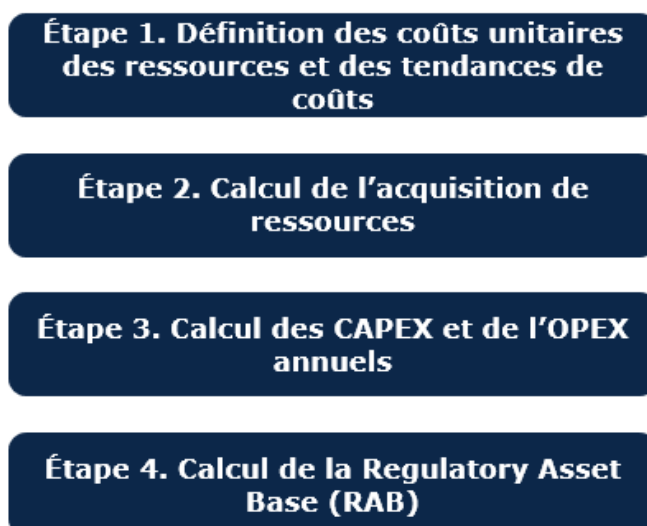 Étape 1. Définition des coûts unitaires
des ressources et des tendances de
coûts
Étape 2. Calcul de l’acquisition de
ressources
Étape 3. Calcul des CAPEX et de l’OPEX
annuels
Étape 4. Calcul de la Regulatory Asset
Base (RAB)